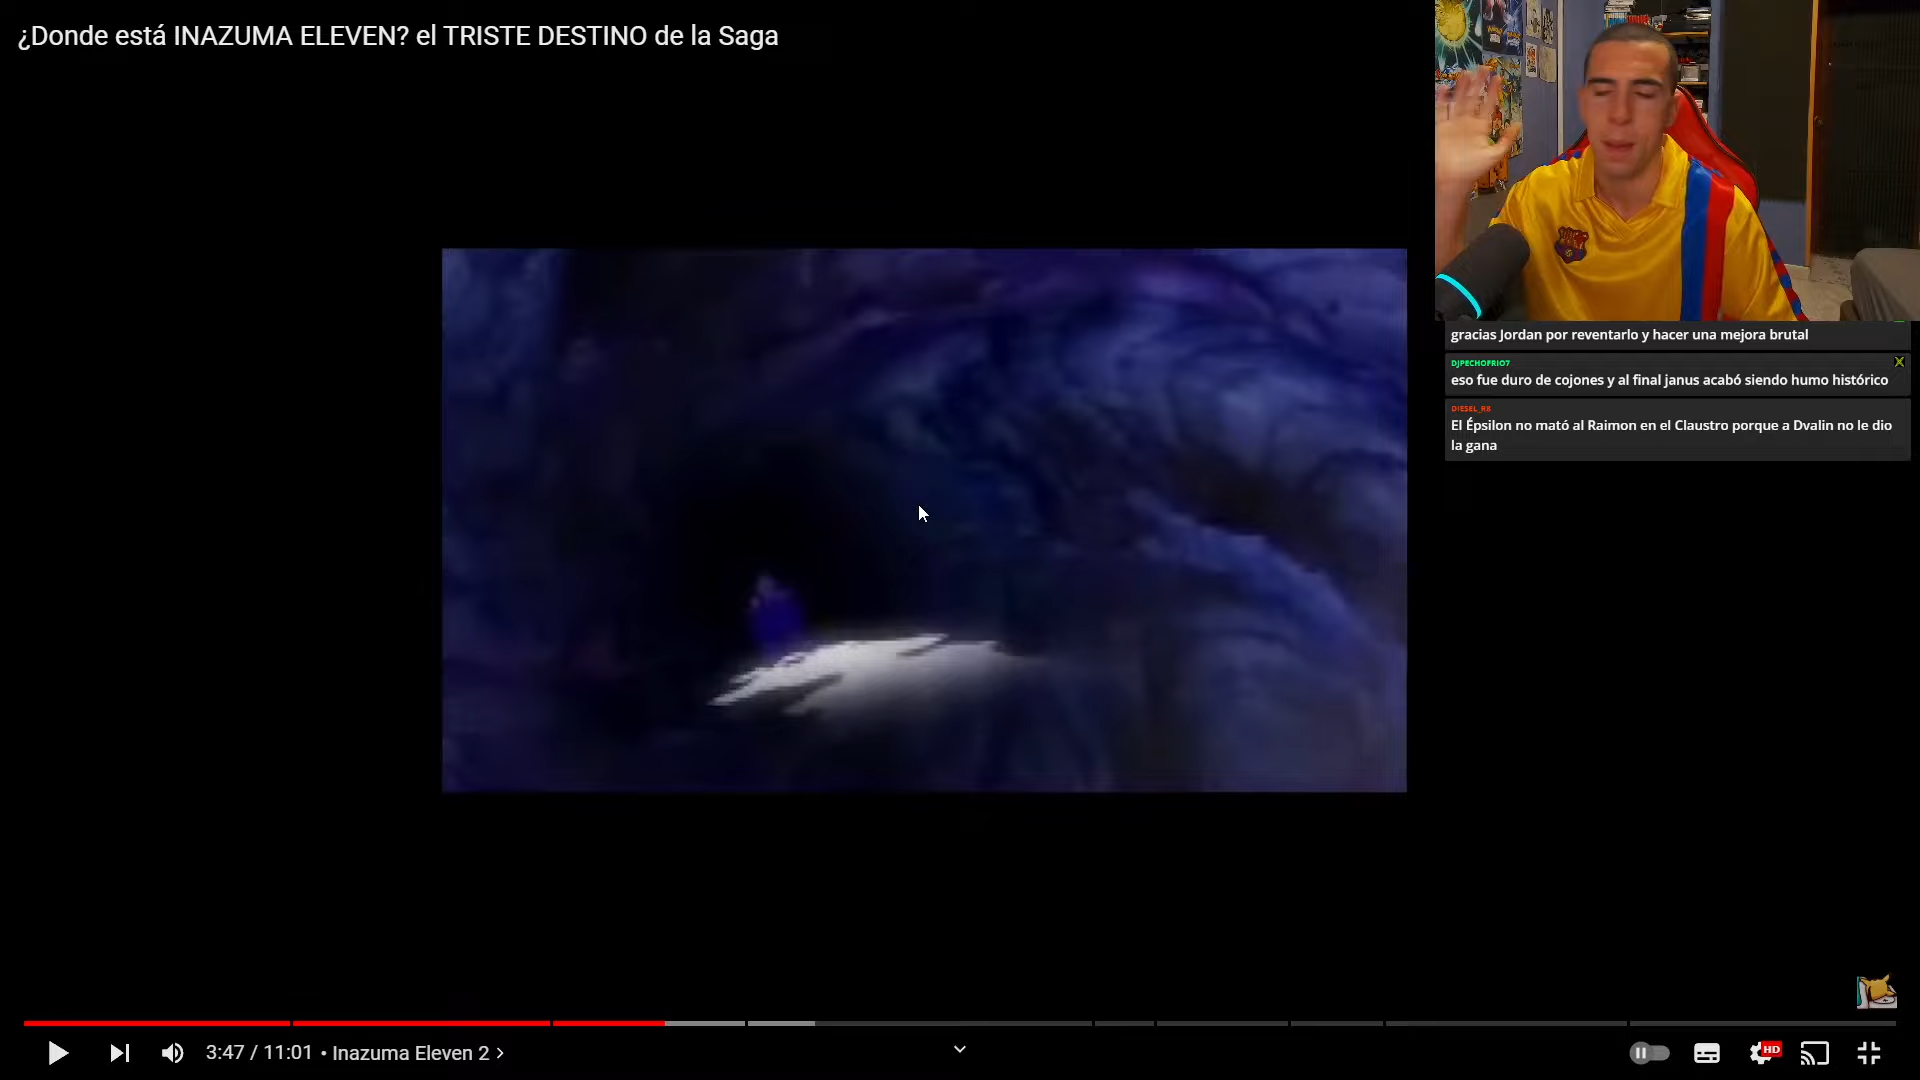 ¿Donde está INAZUMA ELEVEN? el TRISTE DESTINO de la Saga
gracias Jordan por reventarlo y hacer una mejora brutal
DJPECHOFRIO7
eso fue duro de cojones y al final janus acabó siendo humo histórico
DIESEL_R8
El Épsilon no mató al Raimon en el Claustro porque a Dvalin no le dio
la gana
3:47 / 11:01 • Inazuma Eleven 2
HD